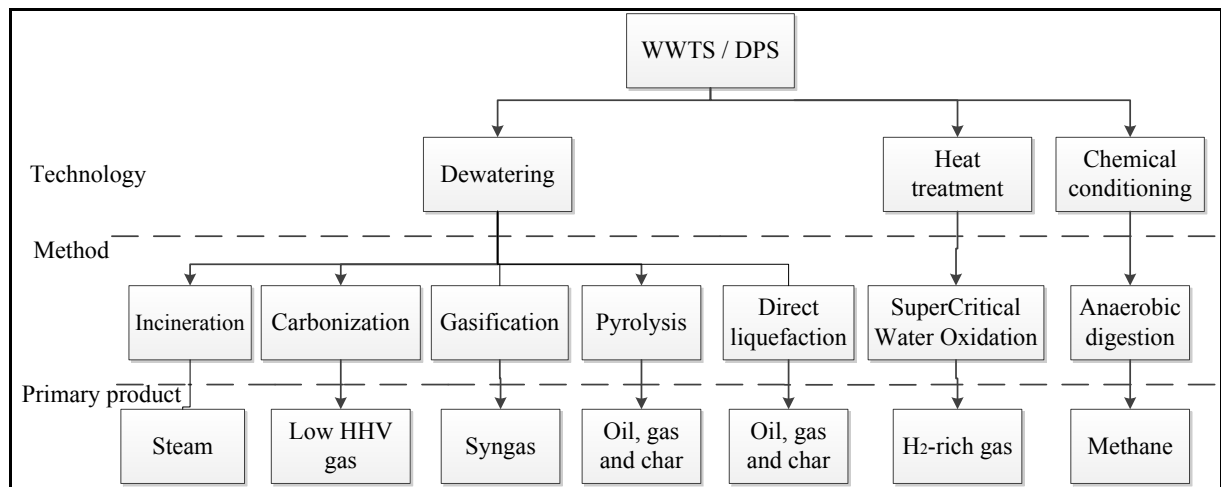 WWTS / DPS
Technology
Dewatering
Heat
treatment
Chemical
conditioning
Method
Incineration
Carbonization
Gasification
Pyrolysis
Direct
liquefaction
SuperCritical
Water Oxidation
Anaerobic
digestion
Primary product
Steam
Low HHV
gas
Syngas
Oil, gas
and char
Oil, gas
and char
H2-rich gas
Methane